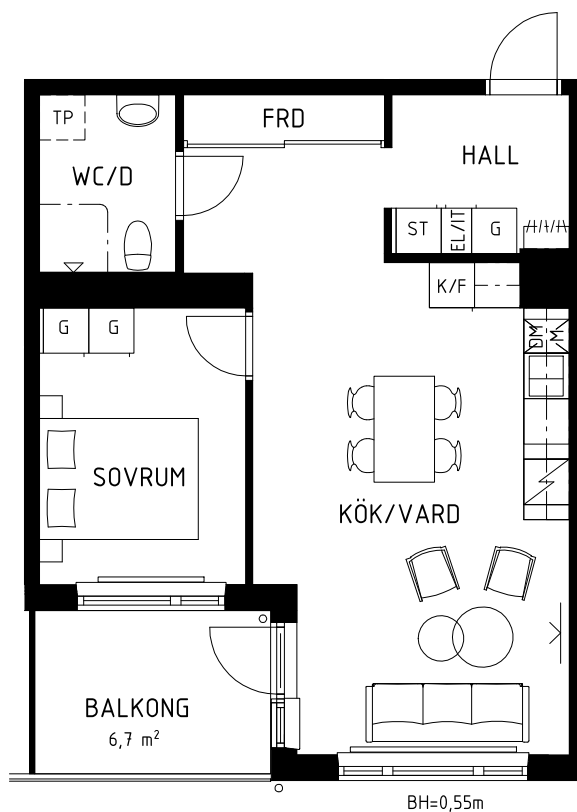 TP
FRD
HALL
WC/D
ST
EL/IT
G
K/F
G
G
DM
M
SOVRUM
KÖK/VARD
BALKONG
6,7 m²
BH=0,55m